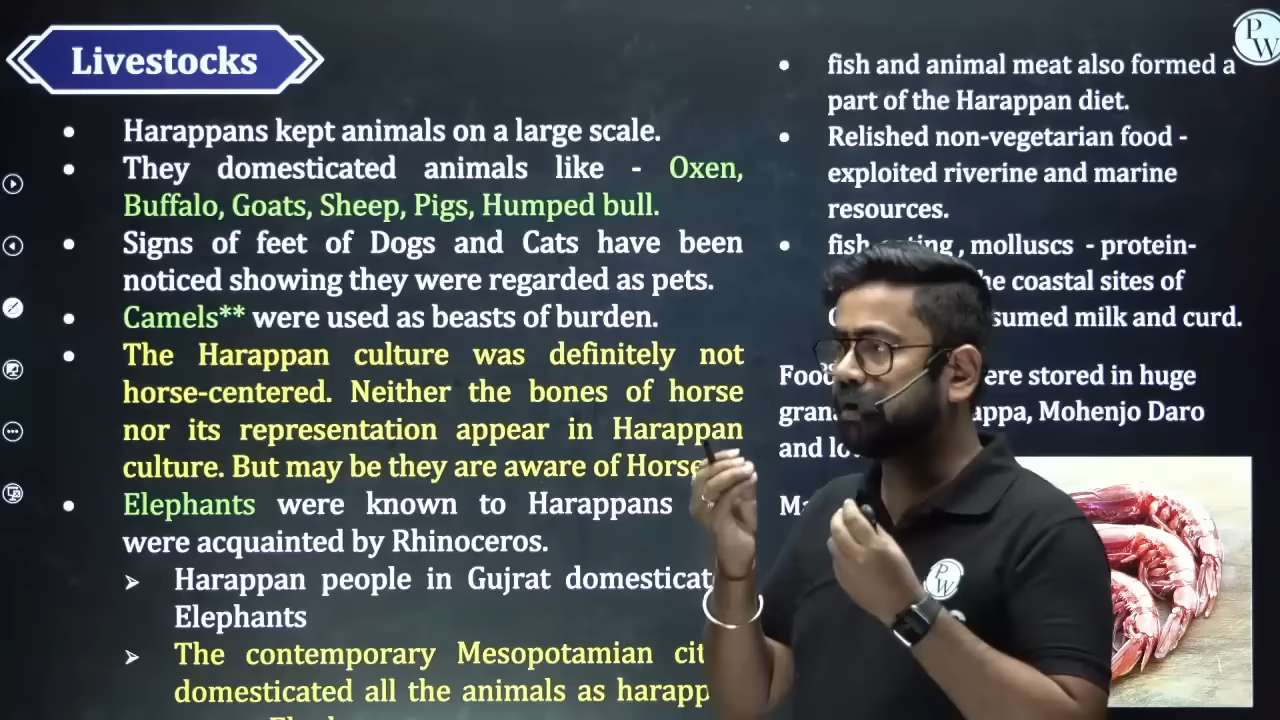 Livestocks
Harappans kept animals on a large scale.
They domesticated animals like - Oxen,
Buffalo, Goats, Sheep, Pigs, Humped bull.
Signs of feet of Dogs and Cats have been
noticed showing they were regarded as pets.
Camels** were used as beasts of burden.
The Harappan culture was definitely not
horse-centered. Neither the bones of horse
nor its representation appear in Harappan
culture. But may be they are aware of Horse
Elephants were known to Harappans
were acquainted by Rhinoceros.
Harappan people in Gujrat domesticat
Elephants
The contemporary Mesopotamian cit
domesticated all the animals as harapp
PW
fish and animal meat also formed a
part of the Harappan diet.
Relished non-vegetarian food -
exploited riverine and marine
resources.
fish eating , molluscs - protein-
he coastal sites of
sumed milk and curd.
Food ere stored in huge
gran appa, Mohenjo Daro
and lo
Ma
PW